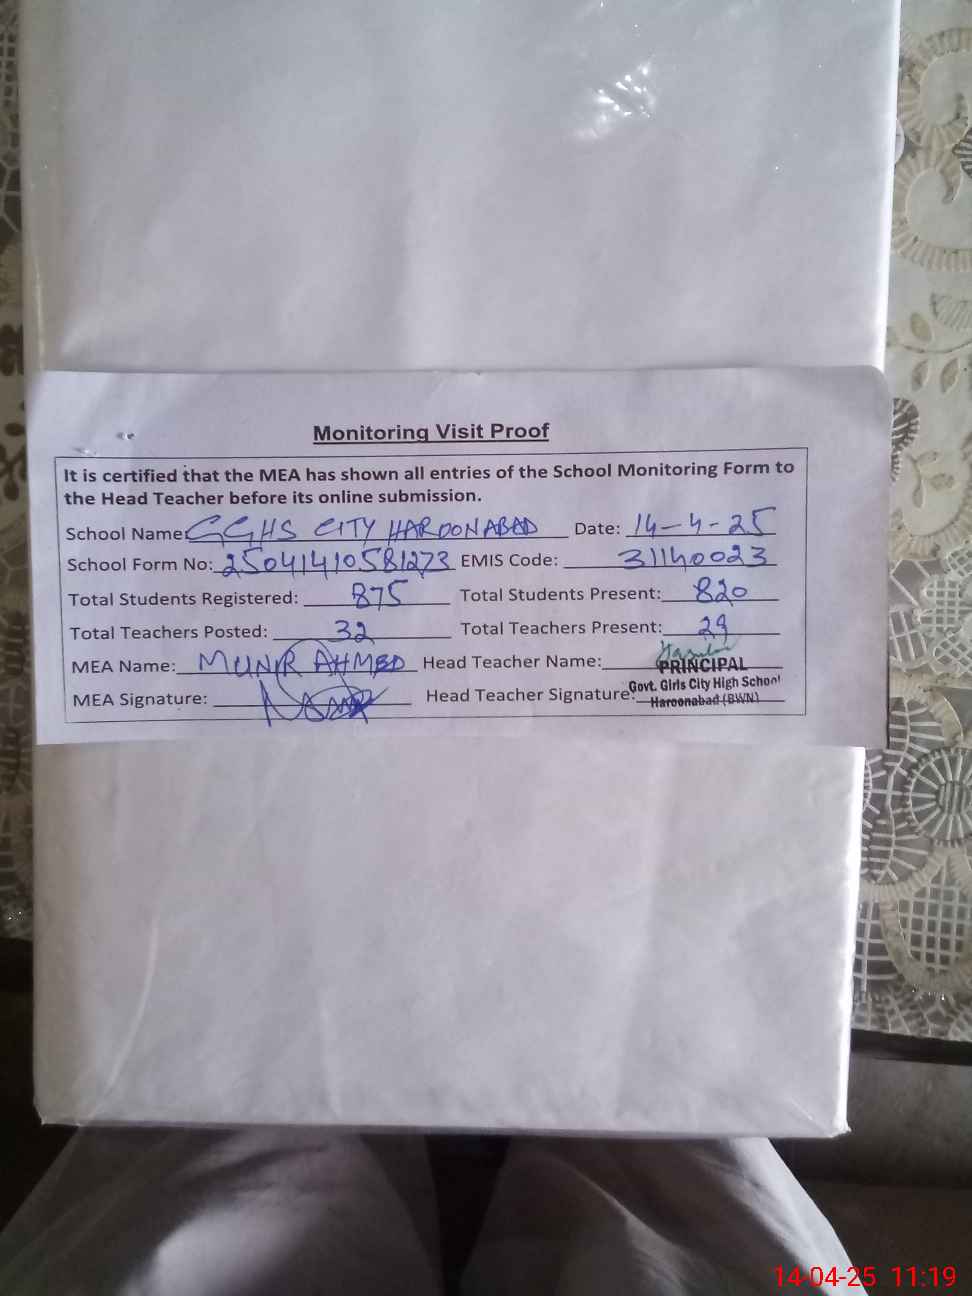 Monitoring Visit Proof
It is certified that the MEA has shown all entries of the School Monitoring Form to
the Head Teacher before its online submission.
School Name: GGHS CITY HAROONABAD Date: 14-4-25
School Form No: 25041410581273 EMIS Code: 31140023
Total Students Registered: 875 Total Students Present: 820
Total Teachers Posted: 32 Total Teachers Present: 29
MEA Name: MUNIR AHMED Head Teacher Name: PRINCIPAL
Govt. Girls City High School
MEA Signature: Head Teacher Signature: Haroonabad (BWN)
14-04-25 11:19